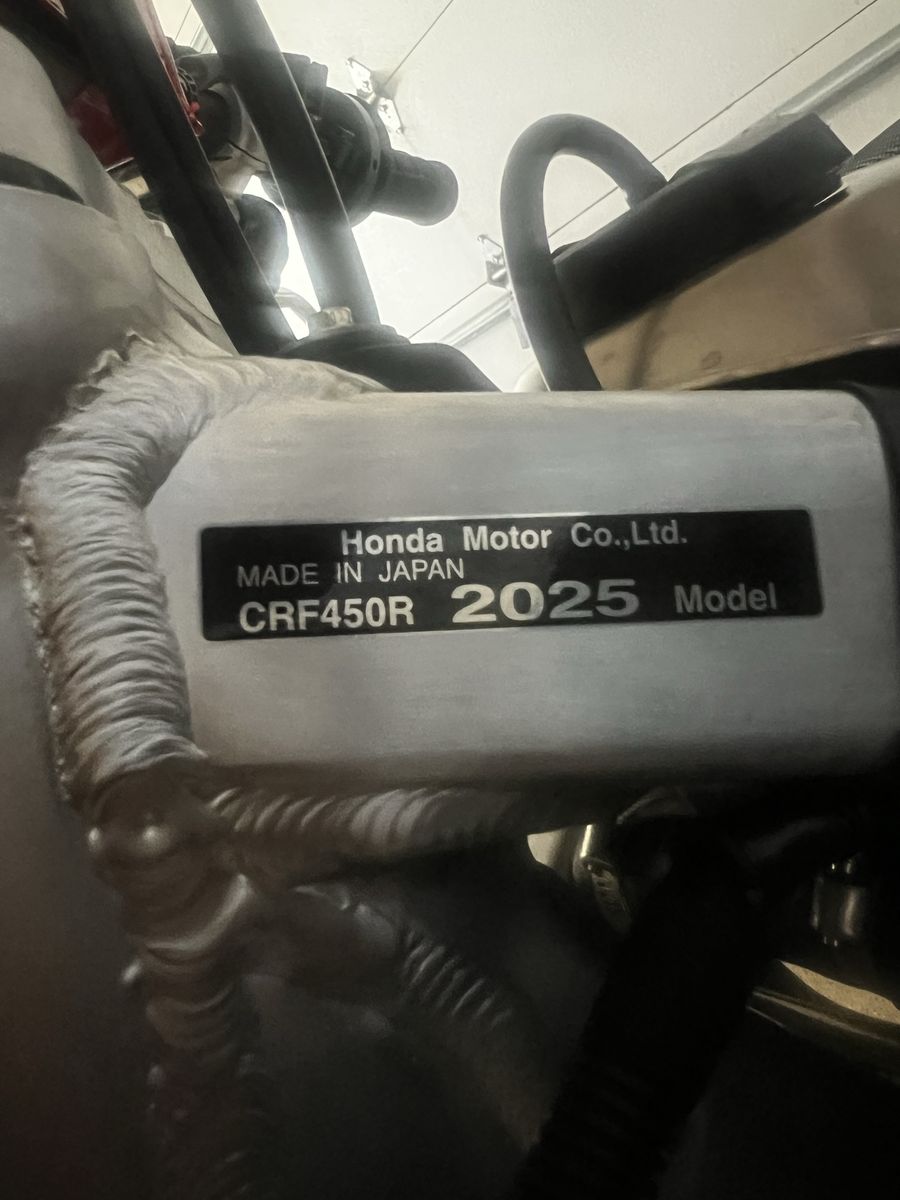 Honda Motor Co.,Ltd.
MADE IN JAPAN
CRF450R 2025 Model